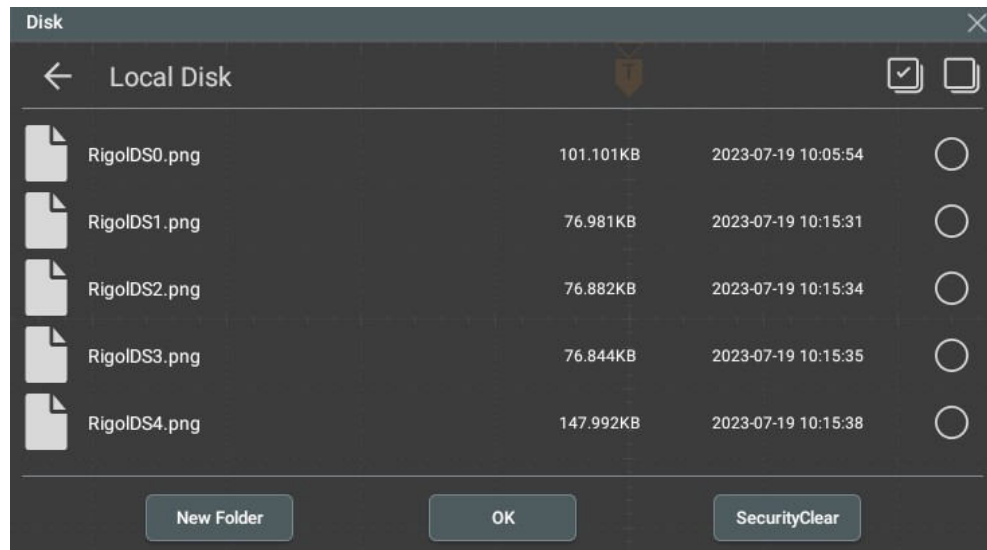 Disk
Local Disk
T
RigolDS0.png 101.101KB 2023-07-19 10:05:54
RigolDS1.png 76.981KB 2023-07-19 10:15:31
RigolDS2.png 76.882KB 2023-07-19 10:15:34
RigolDS3.png 76.844KB 2023-07-19 10:15:35
RigolDS4.png 147.992KB 2023-07-19 10:15:38
New Folder OK SecurityClear